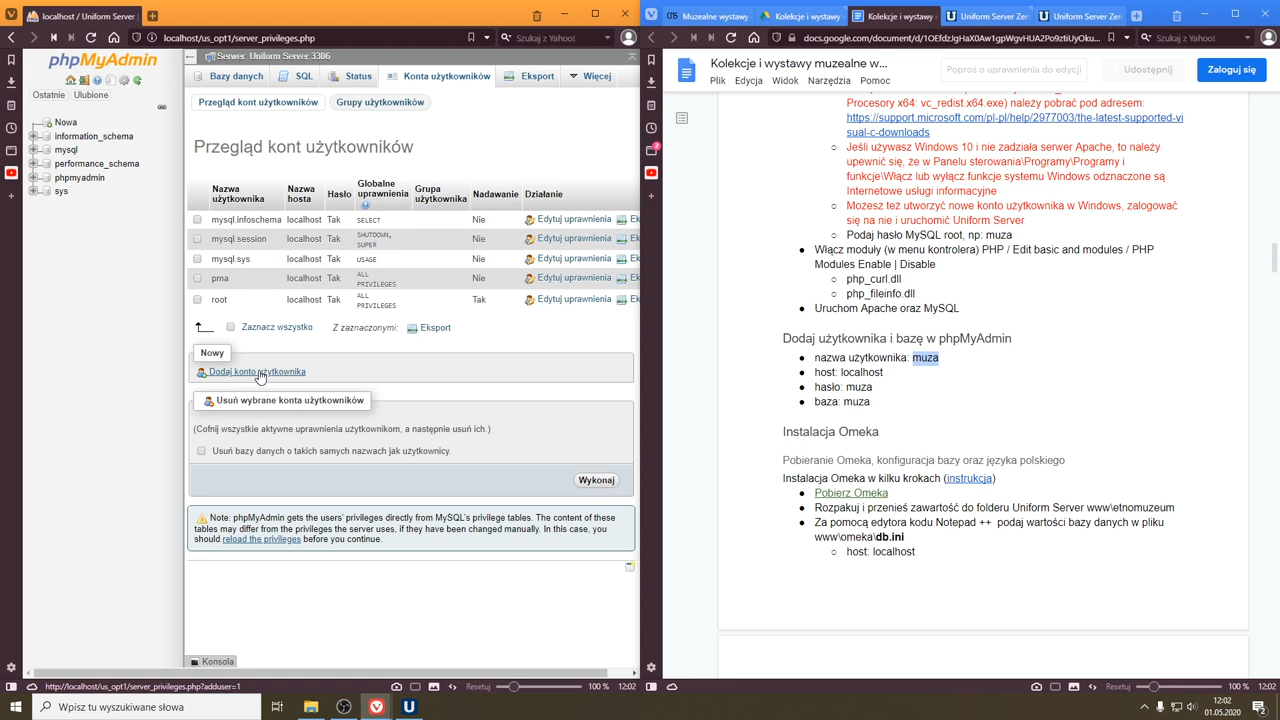 localhost / Uniform Server
localhost/us_opt1/server_privileges.php
Szukaj z Yahoo!
phpMyAdmin
Ostatnie Ulubione
Nowa
information_schema
mysql
performance_schema
phpmyadmin
sys
Server: Uniform Server 3306
Bazy danych SQL Status Konta użytkowników Eksport Więcej
Przegląd kont użytkowników Grupy użytkowników
Przegląd kont użytkowników
Nazwa użytkownika Nazwa hosta Hasło Globalne uprawnienia Grupa użytkownika Nadawanie Działanie
mysql.infoschema localhost Tak SELECT Nie Edytuj uprawnienia Ek
mysql.session localhost Tak SHUTDOWN, SUPER Nie Edytuj uprawnienia Ek
mysql.sys localhost Tak USAGE Nie Edytuj uprawnienia Ek
pma localhost Tak ALL PRIVILEGES Nie Edytuj uprawnienia Ek
root localhost Tak ALL PRIVILEGES Tak Edytuj uprawnienia Ek
Zaznacz wszystko Z zaznaczonymi: Eksport
Nowy
Dodaj konto użytkownika
Usuń wybrane konta użytkowników
(Cofnij wszystkie aktywne uprawnienia użytkownikom, a następnie usuń ich.)
Usuń bazy danych o takich samych nazwach jak użytkownicy.
Wykonaj
Note: phpMyAdmin gets the users' privileges directly from MySQL's privilege tables. The content of these
tables may differ from the privileges the server uses, if they have been changed manually. In this case, you
should reload the privileges before you continue.
Konsola
http://localhost/us_opt1/server_privileges.php?adduser=1
Resetuj 100 % 12:02
Muzealne wystawy
Kolekcje i wystawy
Kolekcje i wystawy
Uniform Server Zer
Uniform Server Zer
docs.google.com/document/d/1OEfdzJgHaX0Aw1gpWgvHUA2Po9ztiUyOku...
Szukaj z Yahoo!
2
Kolekcje i wystawy muzealne w...
Plik Edycja Widok Narzędzia Pomoc
Poproś o uprawnienia do edycji
Udostępnij
Zaloguj się
Procesory x64: vc_redist.x64.exe) należy pobrać pod adresem:
https://support.microsoft.com/pl-pl/help/2977003/the-latest-supported-vi
sual-c-downloads
○ Jeśli używasz Windows 10 i nie zadziała serwer Apache, to należy
upewnić się, że w Panelu sterowania\Programy\Programy i
funkcje\Włącz lub wyłącz funkcje systemu Windows odznaczone są
Internetowe usługi informacyjne
○ Możesz też utworzyć nowe konto użytkownika w Windows, zalogować
się na nie i uruchomić Uniform Server
○ Podaj hasło MySQL root, np: muza
● Włącz moduły (w menu kontrolera) PHP / Edit basic and modules / PHP
Modules Enable | Disable
○ php_curl.dll
○ php_fileinfo.dll
● Uruchom Apache oraz MySQL
Dodaj użytkownika i bazę w phpMyAdmin
● nazwa użytkownika: muza
● host: localhost
● hasło: muza
● baza: muza
Instalacja Omeka
Pobieranie Omeka, konfiguracja bazy oraz języka polskiego
Instalacja Omeka w kilku krokach (instrukcja)
● Pobierz Omeka
● Rozpakuj i przenieś zawartość do folderu Uniform Server www\etnomuzeum
● Za pomocą edytora kodu Notepad ++ podaj wartości bazy danych w pliku
www\omeka\db.ini
○ host: localhost
Resetuj 100 % 12:02
Wpisz tu wyszukiwane słowa
12:02
01.05.2020
2